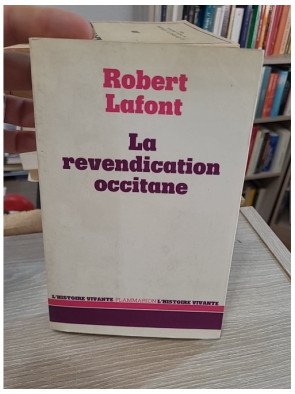 Robert
Lafont
La
revendication
occitane
L'HISTOIRE VIVANTE FLAMMARION L'HISTOIRE VIVANTE